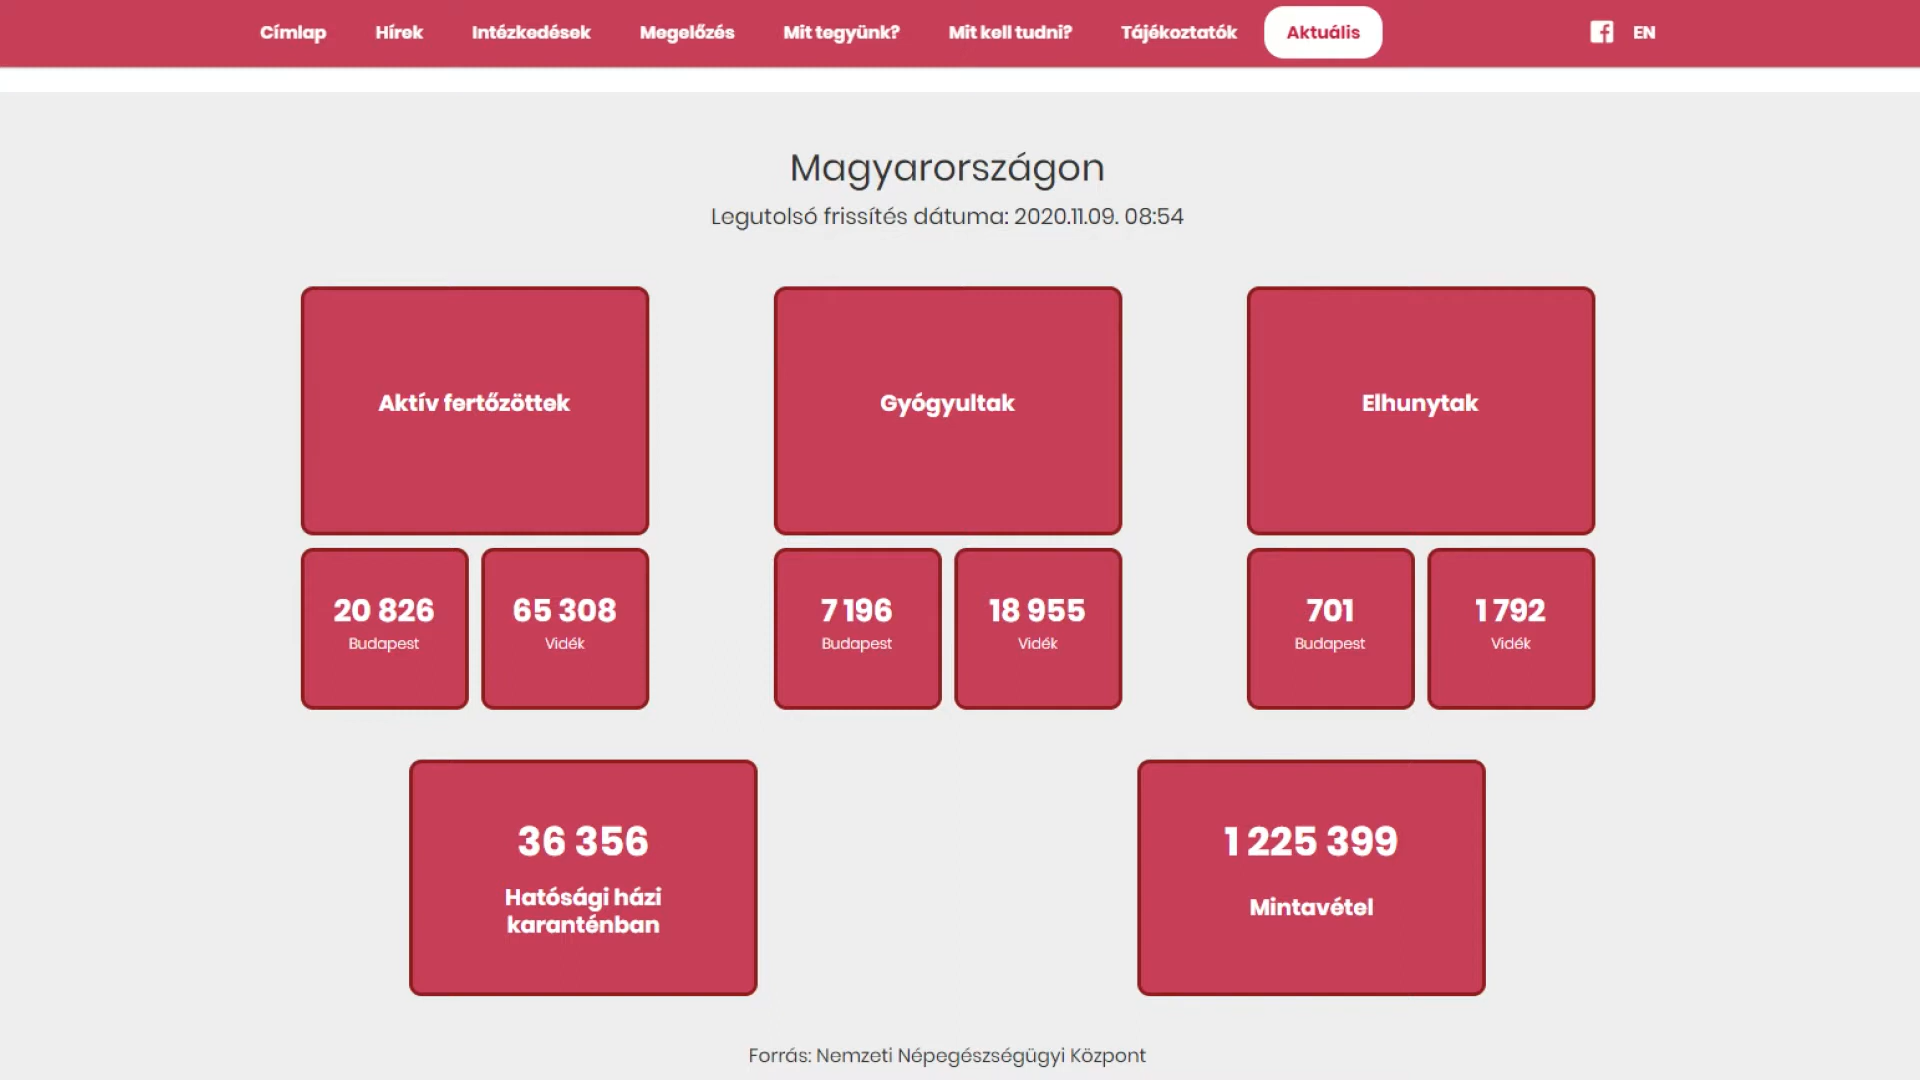 Címlap Hírek Intézkedések Megelőzés Mit tegyünk? Mit kell tudni? Tájékoztatók Aktuális EN
Magyarországon
Legutolsó frissítés dátuma: 2020.11.09. 08:54
Aktív fertőzöttek
Gyógyultak
Elhunytak
20 826
Budapest
65 308
Vidék
7 196
Budapest
18 955
Vidék
701
Budapest
1 792
Vidék
36 356
Hatósági házi
karanténban
1 225 399
Mintavétel
Forrás: Nemzeti Népegészségügyi Központ